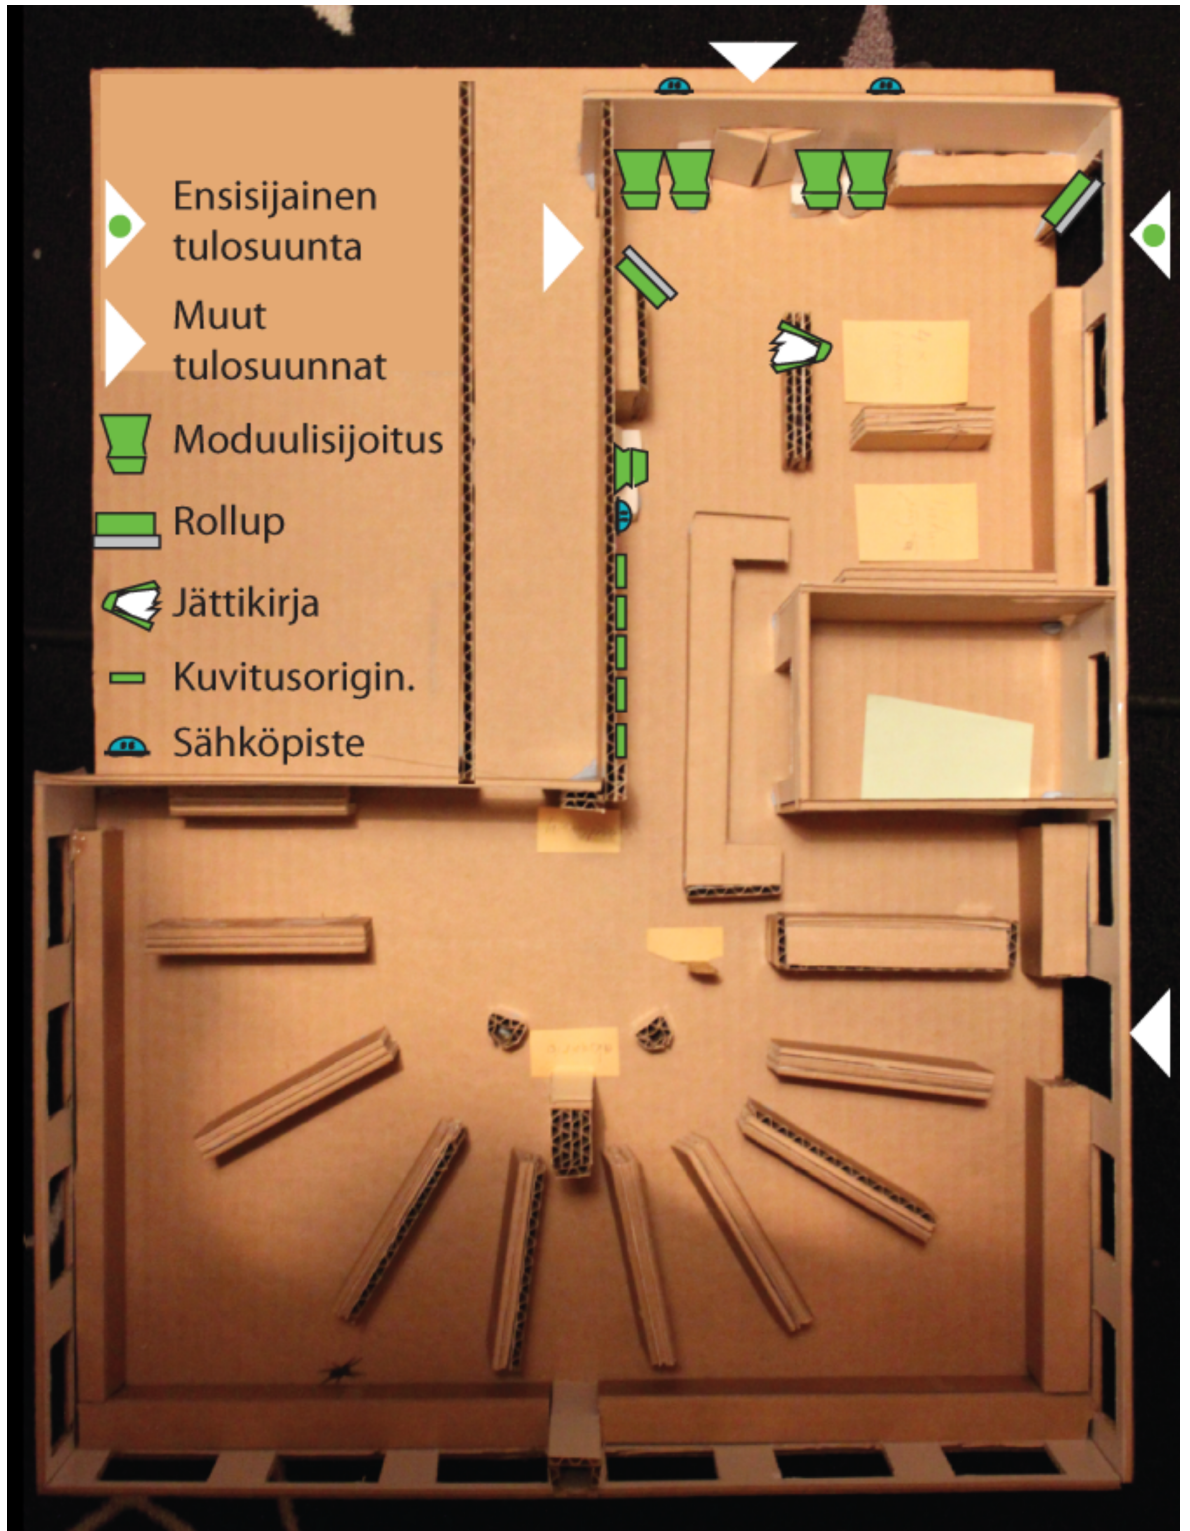 Ensisijainen
tulosuunta
Muut
tulosuunnat
Moduulisijoitus
Rollup
Jättikirja
Kuvitusorigin.
Sähköpiste